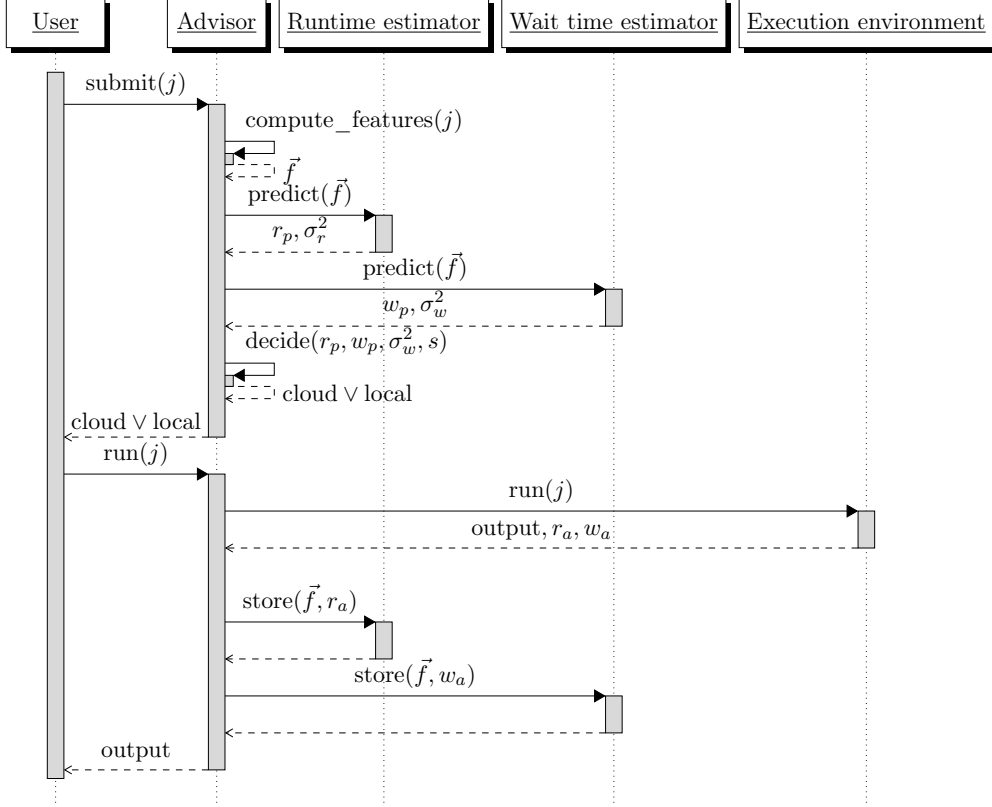 User Advisor Runtime estimator Wait time estimator Execution environment
submit(j)
compute_features(j)
f⃗
predict(f⃗)
r_p, σ_r^2
predict(f⃗)
w_p, σ_w^2
decide(r_p, w_p, σ_w^2, s)
cloud ∨ local
cloud ∨ local
run(j)
run(j)
output, r_a, w_a
store(f⃗, r_a)
store(f⃗, w_a)
output